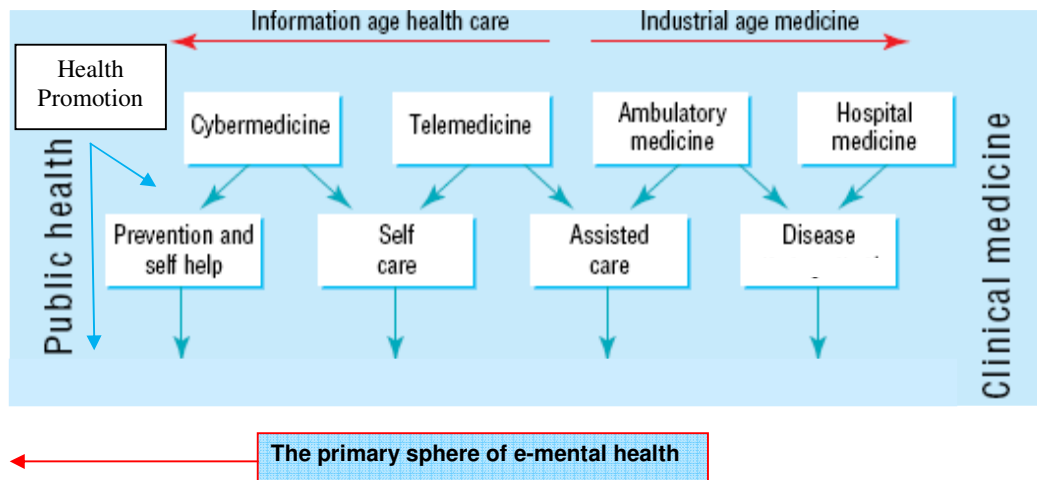 Information age health care
Industrial age medicine
Health
Promotion
Cybermedicine
Telemedicine
Ambulatory
medicine
Hospital
medicine
Public health
Clinical medicine
Prevention and
self help
Self
care
Assisted
care
Disease
The primary sphere of e-mental health